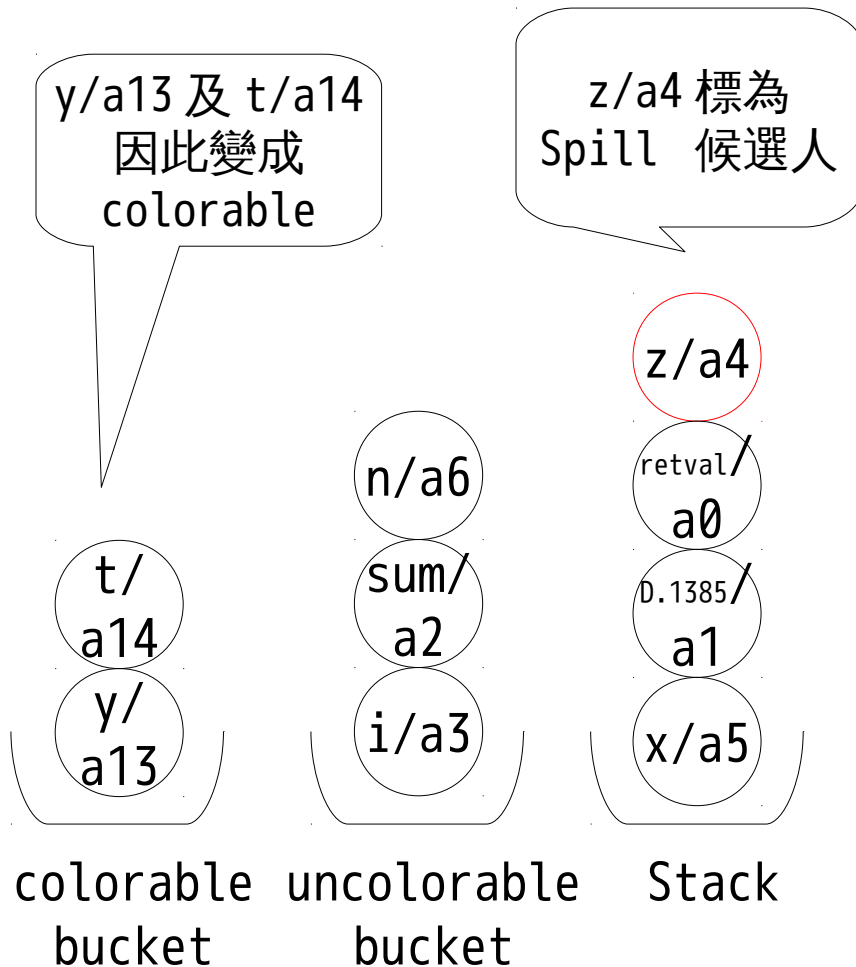 y/a13 及 t/a14
因此變成
colorable
z/a4 標為
Spill 候選人
t/
a14
y/
a13
n/a6
sum/
a2
i/a3
z/a4
retval/
a0
D.1385/
a1
x/a5
colorable
bucket
uncolorable
bucket
Stack